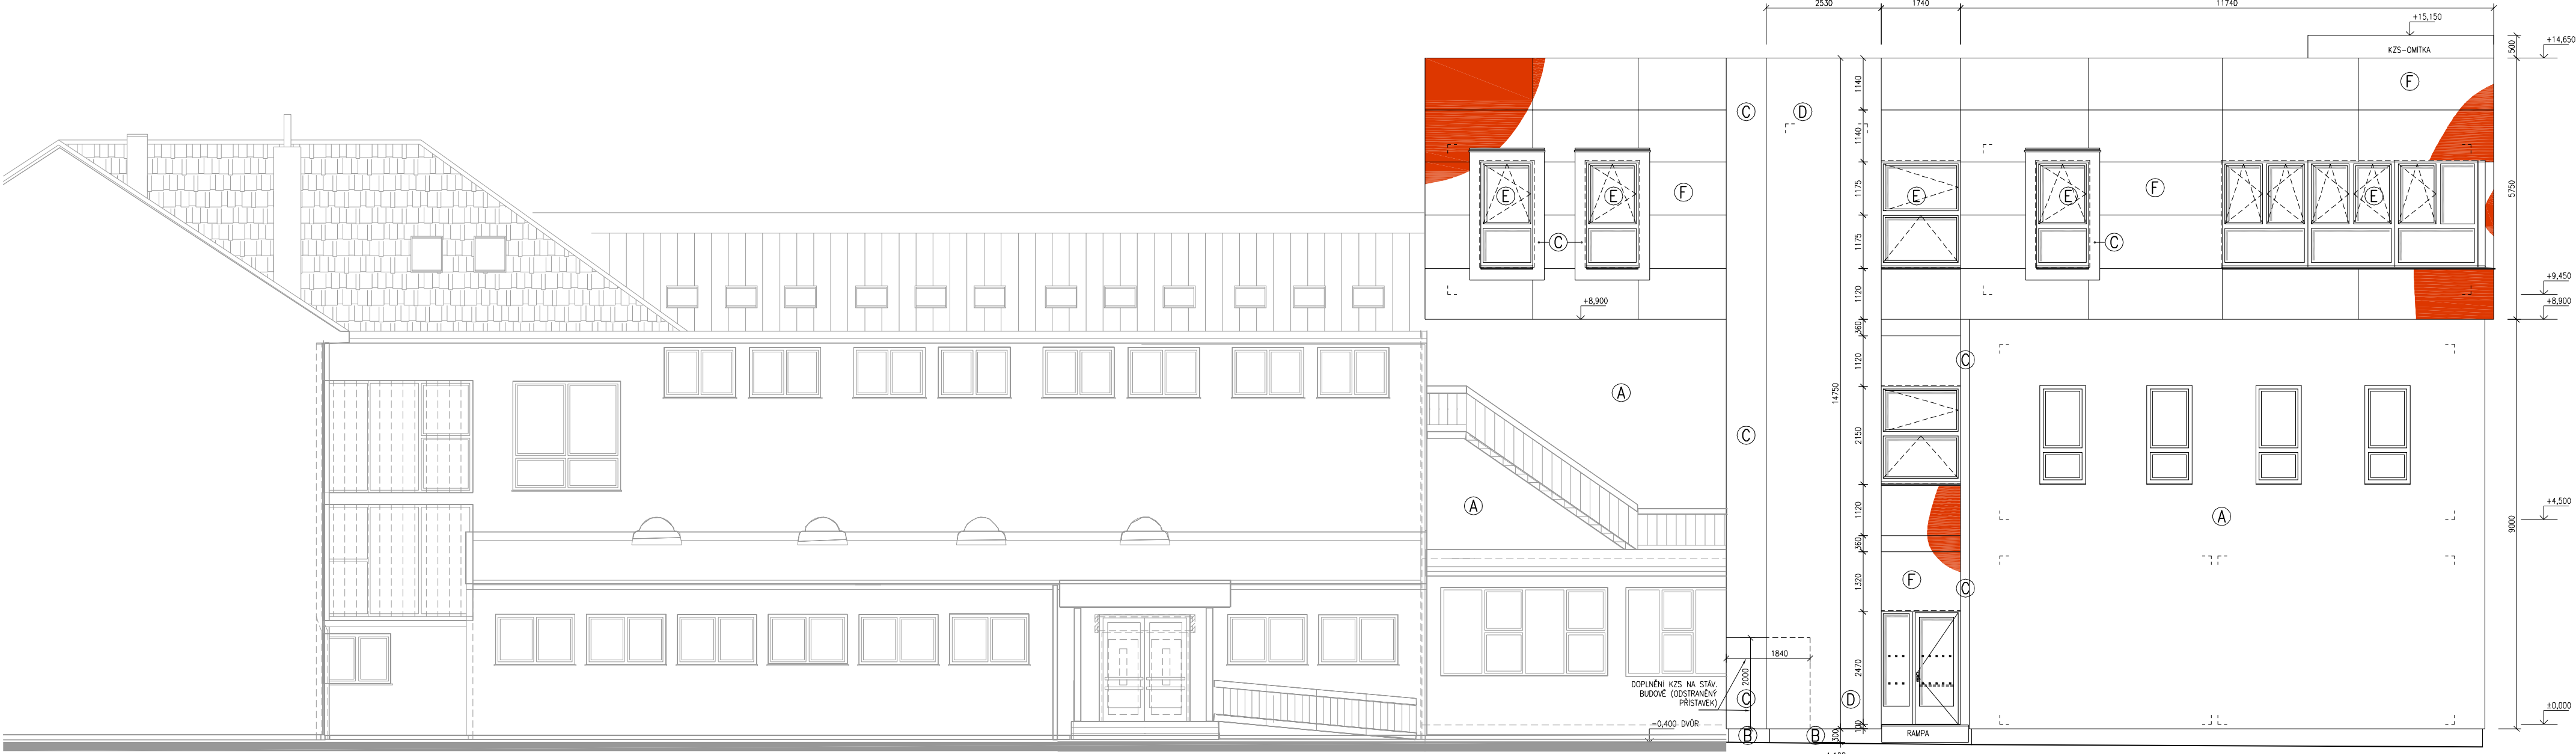 2530
1740
11740
+15,150
KZS-OMÍTKA
500
+14,650
F
C
D
1140
1140
E
E
F
E
E
F
E
1175
5750
C
C
1175
+9,450
+8,900
1120
+8,900
360
C
1120
A
14750
C
2150
+4,500
A
A
1120
9000
360
F
1320
C
1840
2000
DOPLNĚNÍ KZS NA STÁV.
BUDOVĚ (ODSTRANĚNÝ
PŘÍSTAVEK)
C
D
2470
±0,000
-0,400 DVŮR
100
B
B
300
RAMPA